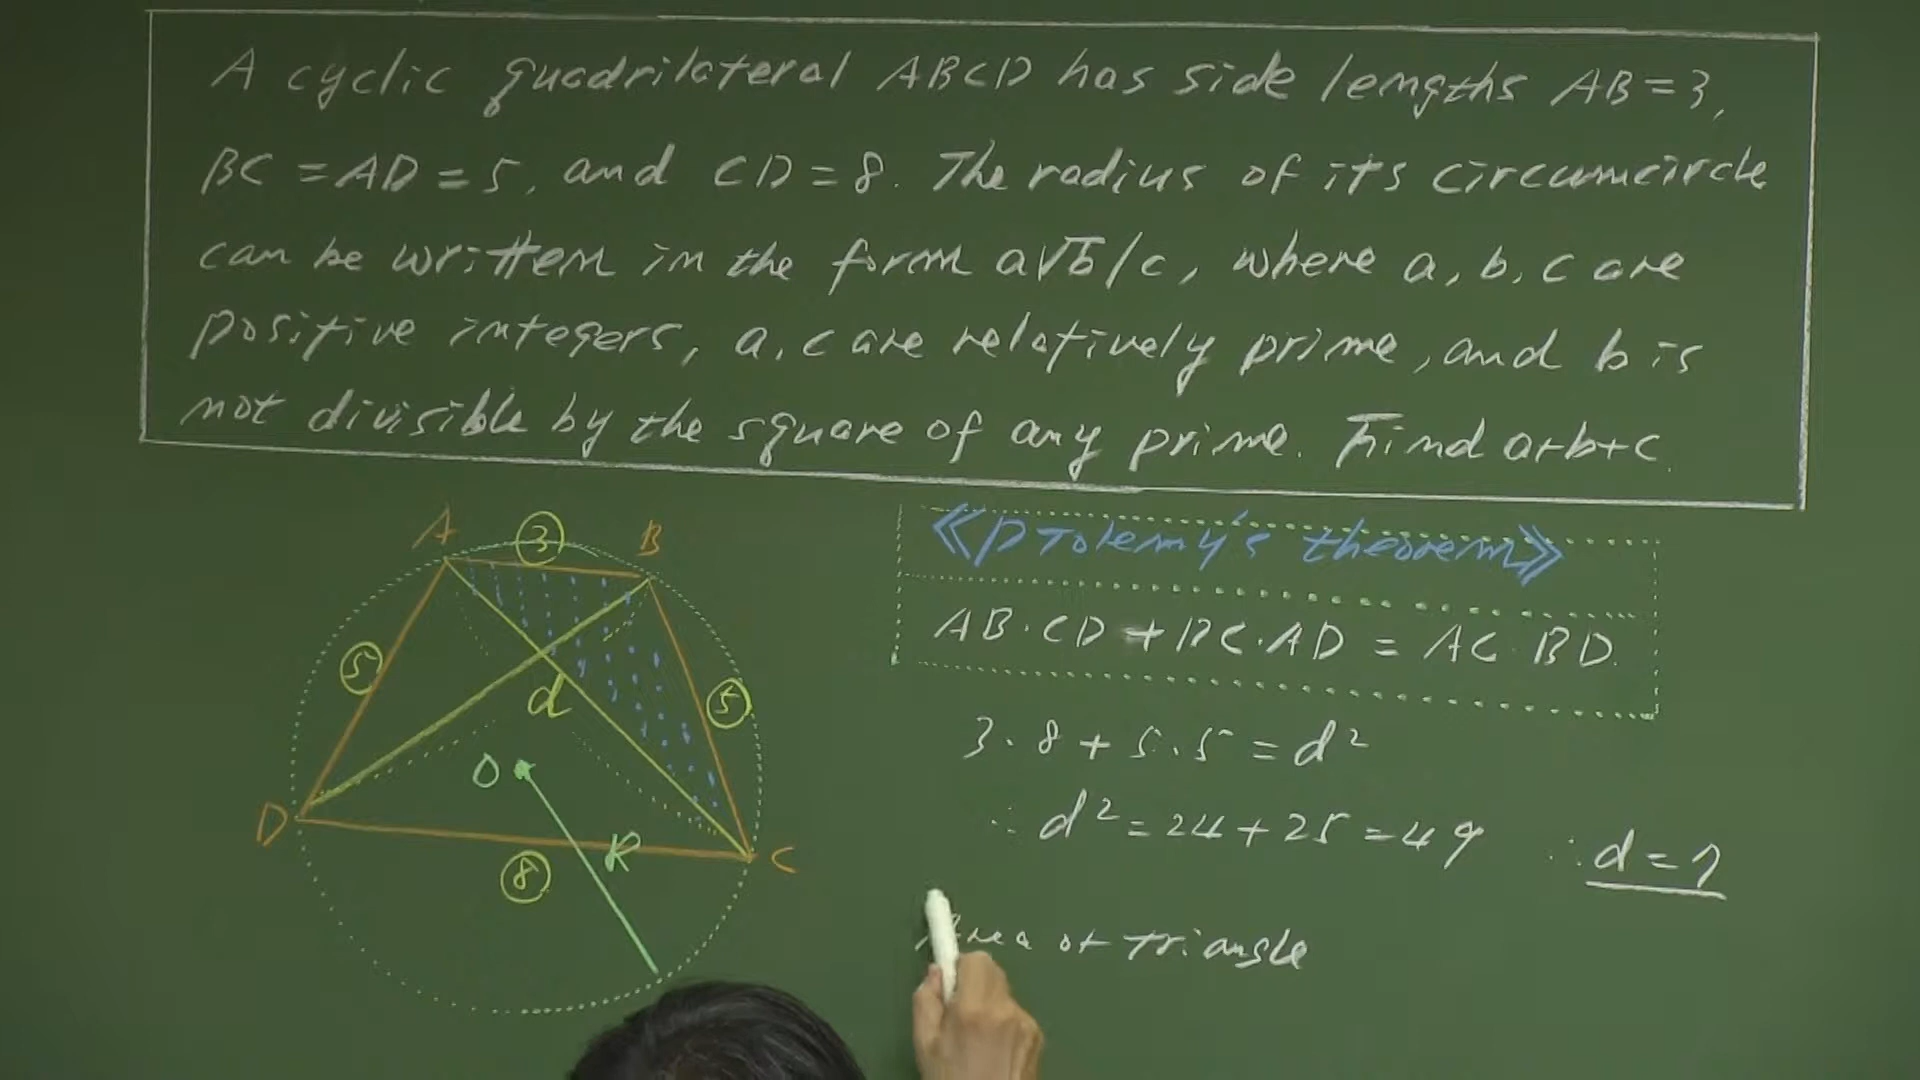 A cyclic quadrilateral ABCD has side lengths AB=3,
BC=AD=5, and CD=8. The radius of its circumcircle
can be written in the form a√b/c, where a, b, c are
positive integers, a, c are relatively prime, and b is
not divisible by the square of any prime. Find a+b+c.
A
3
B
5
5
d
O
D
R
8
C
《Ptolemy's theorem》
AB·CD+BC·AD=AC·BD
3·8+5·5=d²
∴ d²=24+25=49 ∴ d=7
Area of triangle